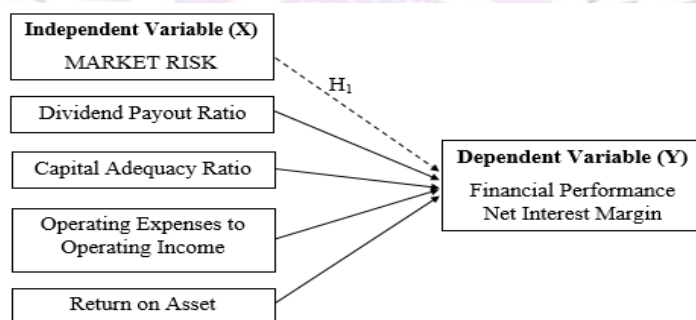 Independent Variable (X)
MARKET RISK
H1
Dividend Payout Ratio
Capital Adequacy Ratio
Operating Expenses to
Operating Income
Return on Asset
Dependent Variable (Y)
Financial Performance
Net Interest Margin